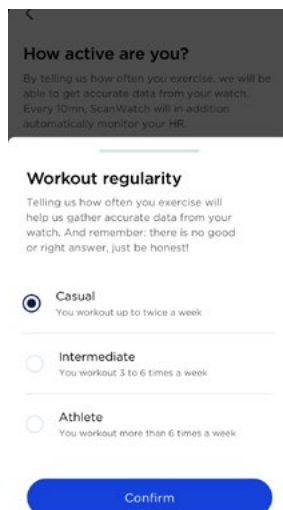 How active are you?
By telling us how often you exercise, we will be
able to get accurate data from your watch.
Every 10mn, ScanWatch will in addition
automatically monitor your HR.
Workout regularity
Telling us how often you exercise will
help us gather accurate data from your
watch. And remember: there is no good
or right answer, just be honest!
Casual
You workout up to twice a week
Intermediate
You workout 3 to 6 times a week
Athlete
You workout more than 6 times a week
Confirm